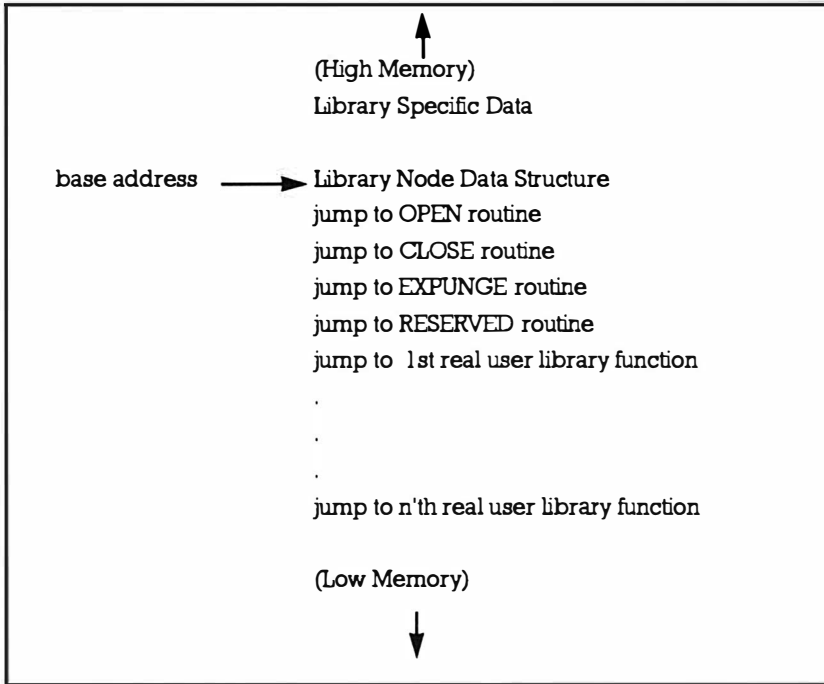 (High Memory)
Library Specific Data
base address Library Node Data Structure
jump to OPEN routine
jump to CLOSE routine
jump to EXPUNGE routine
jump to RESERVED routine
jump to 1st real user library function
.
.
.
jump to n'th real user library function
(Low Memory)